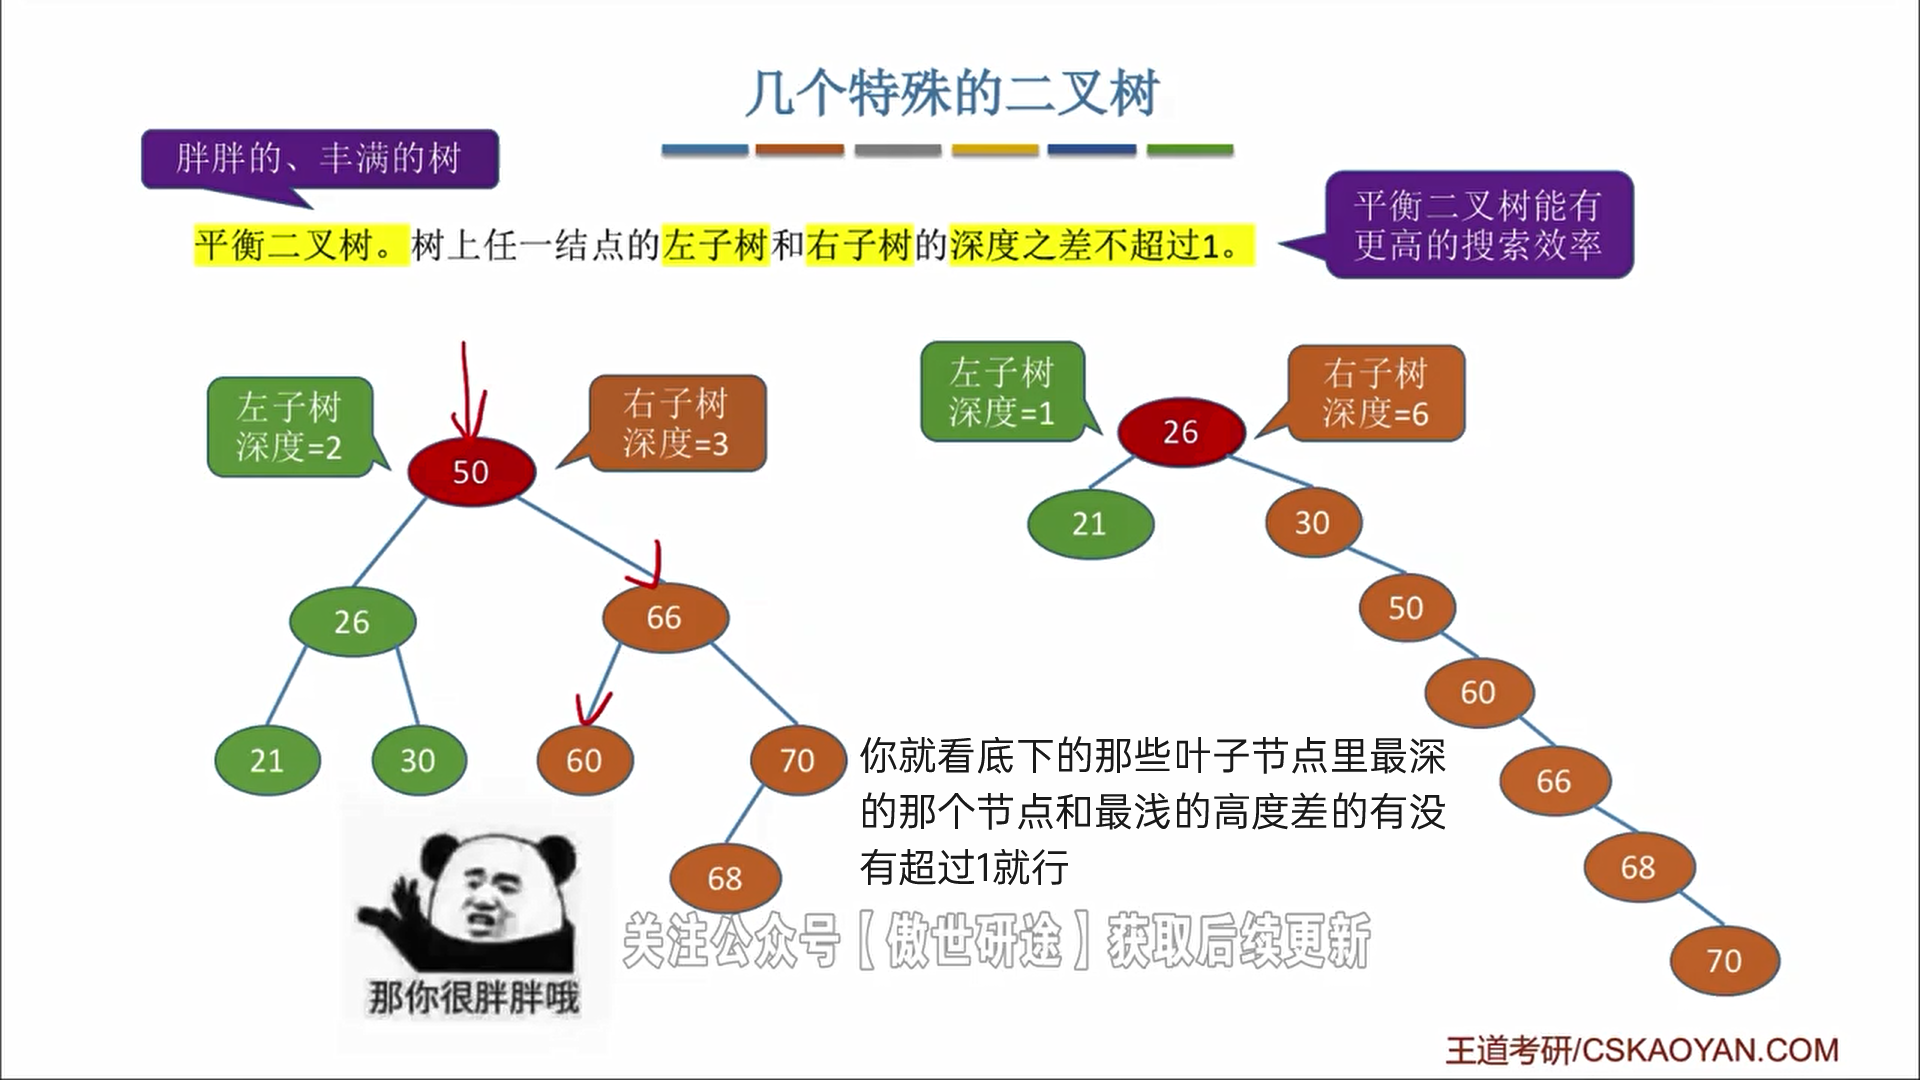 几个特殊的二叉树
胖胖的、丰满的树
平衡二叉树。树上任一结点的左子树和右子树的深度之差不超过1。
平衡二叉树能有
更高的搜索效率
左子树
深度=2
右子树
深度=3
50
26
66
21
30
60
70
68
左子树
深度=1
右子树
深度=6
26
21
30
50
60
66
68
70
你就看底下的那些叶子节点里最深
的那个节点和最浅的高度差的有没
有超过1就行
那你很胖胖哦
关注公众号【傲世研途】获取后续更新
王道考研/CSKAOYAN.COM